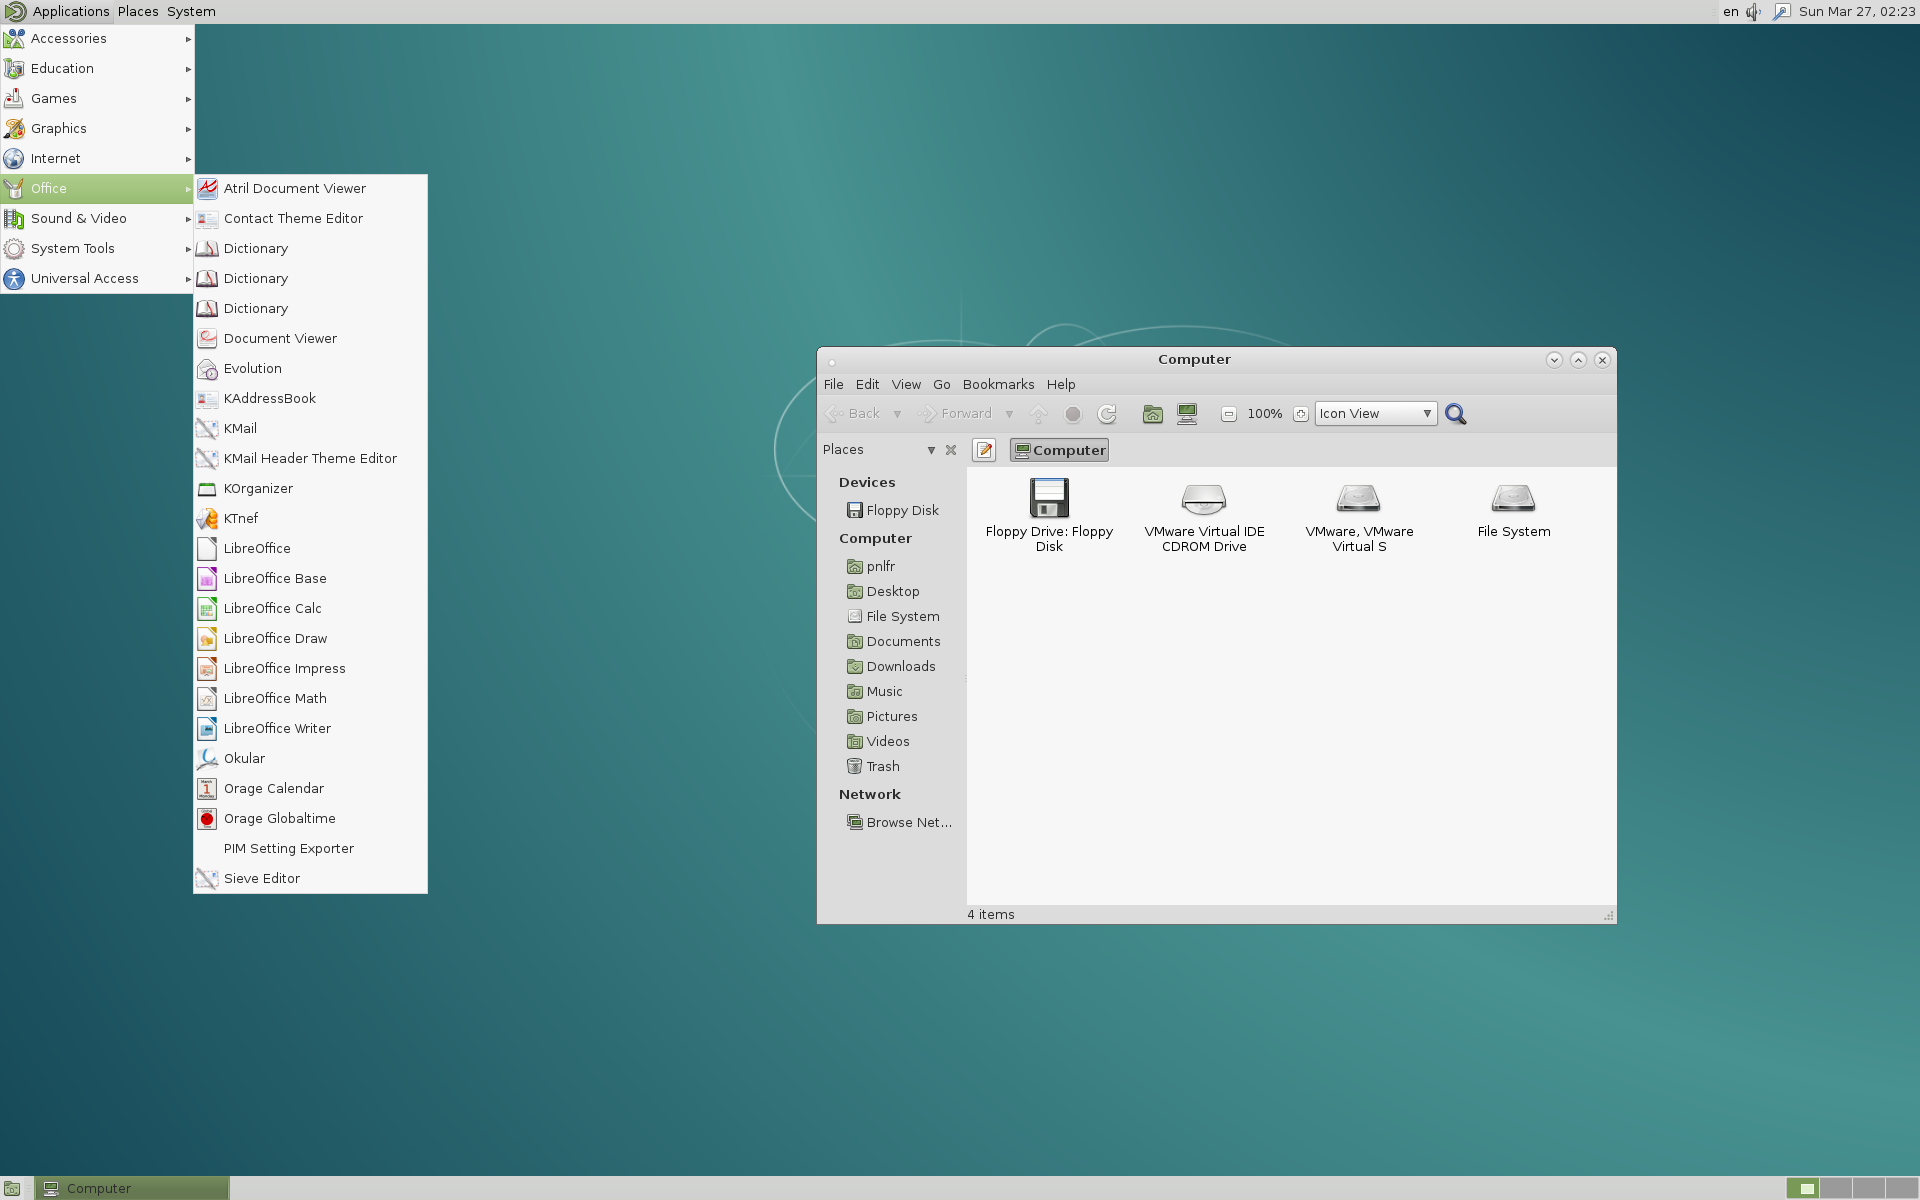 Applications Places System
en Sun Mar 27, 02:23
Accessories
Education
Games
Graphics
Internet
Office
Sound & Video
System Tools
Universal Access
Atril Document Viewer
Contact Theme Editor
Dictionary
Dictionary
Dictionary
Document Viewer
Evolution
KAddressBook
KMail
KMail Header Theme Editor
KOrganizer
KTnef
LibreOffice
LibreOffice Base
LibreOffice Calc
LibreOffice Draw
LibreOffice Impress
LibreOffice Math
LibreOffice Writer
Okular
Orage Calendar
Orage Globaltime
PIM Setting Exporter
Sieve Editor
Computer
File Edit View Go Bookmarks Help
Back Forward 100% Icon View
Places
Computer
Devices
Floppy Disk
Computer
pnlfr
Desktop
File System
Documents
Downloads
Music
Pictures
Videos
Trash
Network
Browse Net...
Floppy Drive: Floppy
Disk
VMware Virtual IDE
CDROM Drive
VMware, VMware
Virtual S
File System
4 items
Computer